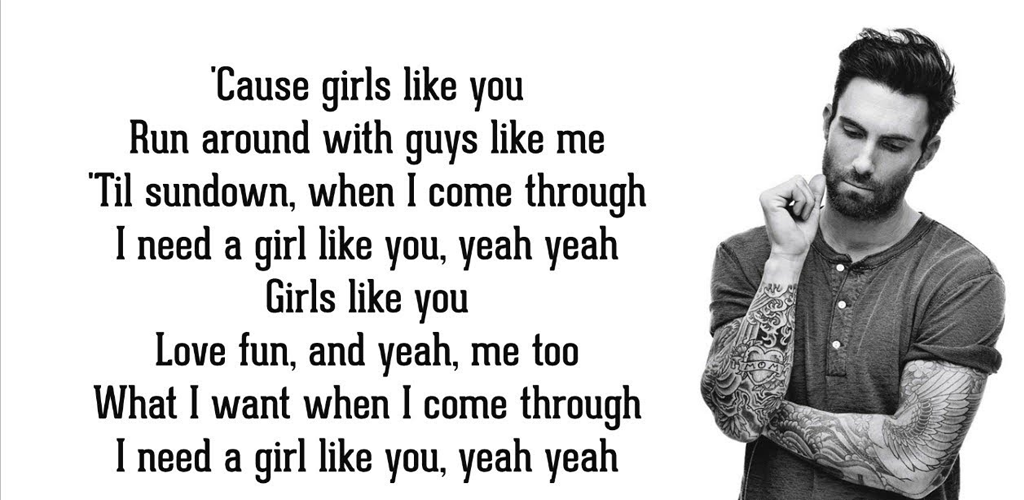 'Cause girls like you
Run around with guys like me
'Til sundown, when I come through
I need a girl like you, yeah yeah
Girls like you
Love fun, and yeah, me too
What I want when I come through
I need a girl like you, yeah yeah
MOM